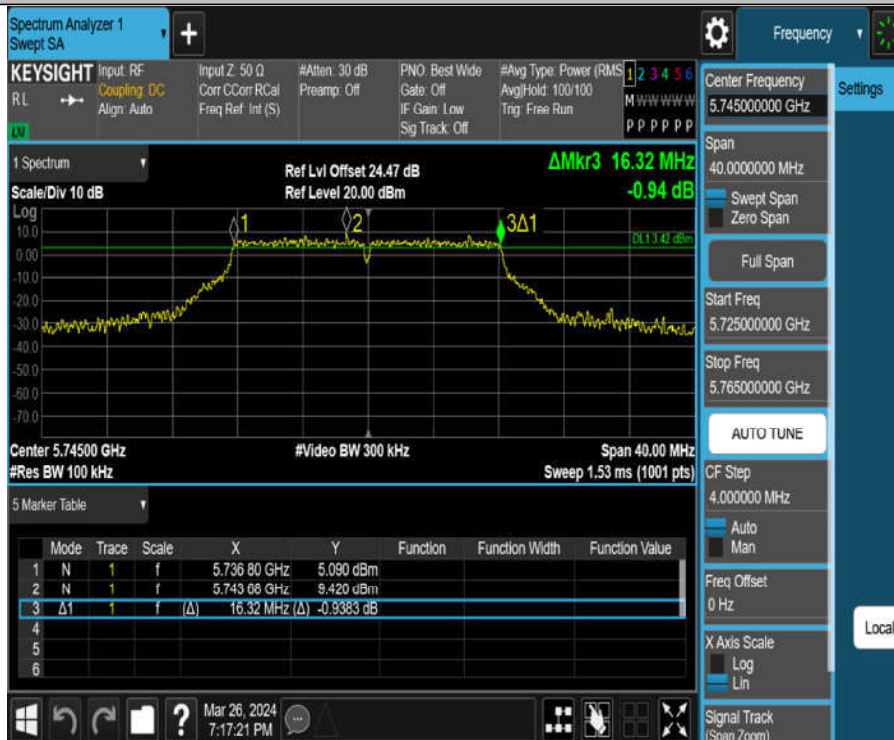 Spectrum Analyzer 1
Swept SA
+
Frequency
KEYSIGHT
RL
LXI
Input: RF
Coupling: DC
Align: Auto
Input Z: 50 Ω
Corr CCorr RCal
Freq Ref: Int (S)
#Atten: 30 dB
Preamp: Off
PNO: Best Wide
Gate: Off
IF Gain: Low
Sig Track: Off
#Avg Type: Power (RMS
Avg|Hold: 100/100
Trig: Free Run
1 2 3 4 5 6
M W W W W W
P P P P P P
1 Spectrum
Scale/Div 10 dB
Ref Lvl Offset 24.47 dB
Ref Level 20.00 dBm
ΔMkr3 16.32 MHz
-0.94 dB
Log
10.0
0.00
-10.0
-20.0
-30.0
-40.0
-50.0
-60.0
-70.0
1
2
3Δ1
DL1 3.42 dBm
Center 5.74500 GHz
#Res BW 100 kHz
#Video BW 300 kHz
Span 40.00 MHz
Sweep 1.53 ms (1001 pts)
5 Marker Table
Mode Trace Scale X Y Function Function Width Function Value
1 N 1 f 5.736 80 GHz 5.090 dBm
2 N 1 f 5.743 68 GHz 9.420 dBm
3 Δ1 1 f (Δ) 16.32 MHz (Δ) -0.9383 dB
4
5
6
Mar 26, 2024
7:17:21 PM
?
Center Frequency
5.745000000 GHz
Span
40.0000000 MHz
Swept Span
Zero Span
Full Span
Start Freq
5.725000000 GHz
Stop Freq
5.765000000 GHz
AUTO TUNE
CF Step
4.000000 MHz
Auto
Man
Freq Offset
0 Hz
X Axis Scale
Log
Lin
Signal Track
(Span Zoom)
Settings
Local